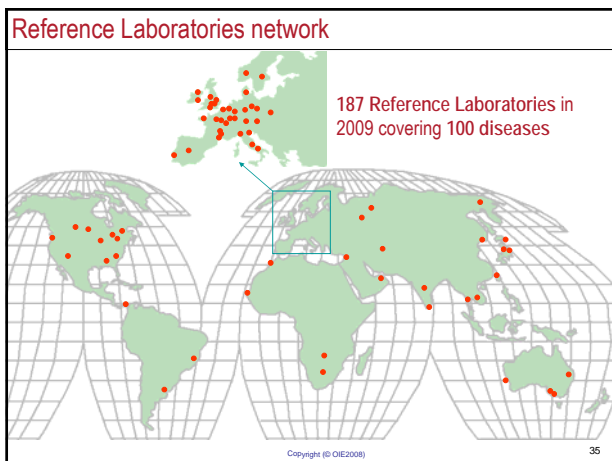 Reference Laboratories network
187 Reference Laboratories in
2009 covering 100 diseases
Copyright (© OIE2008)
35